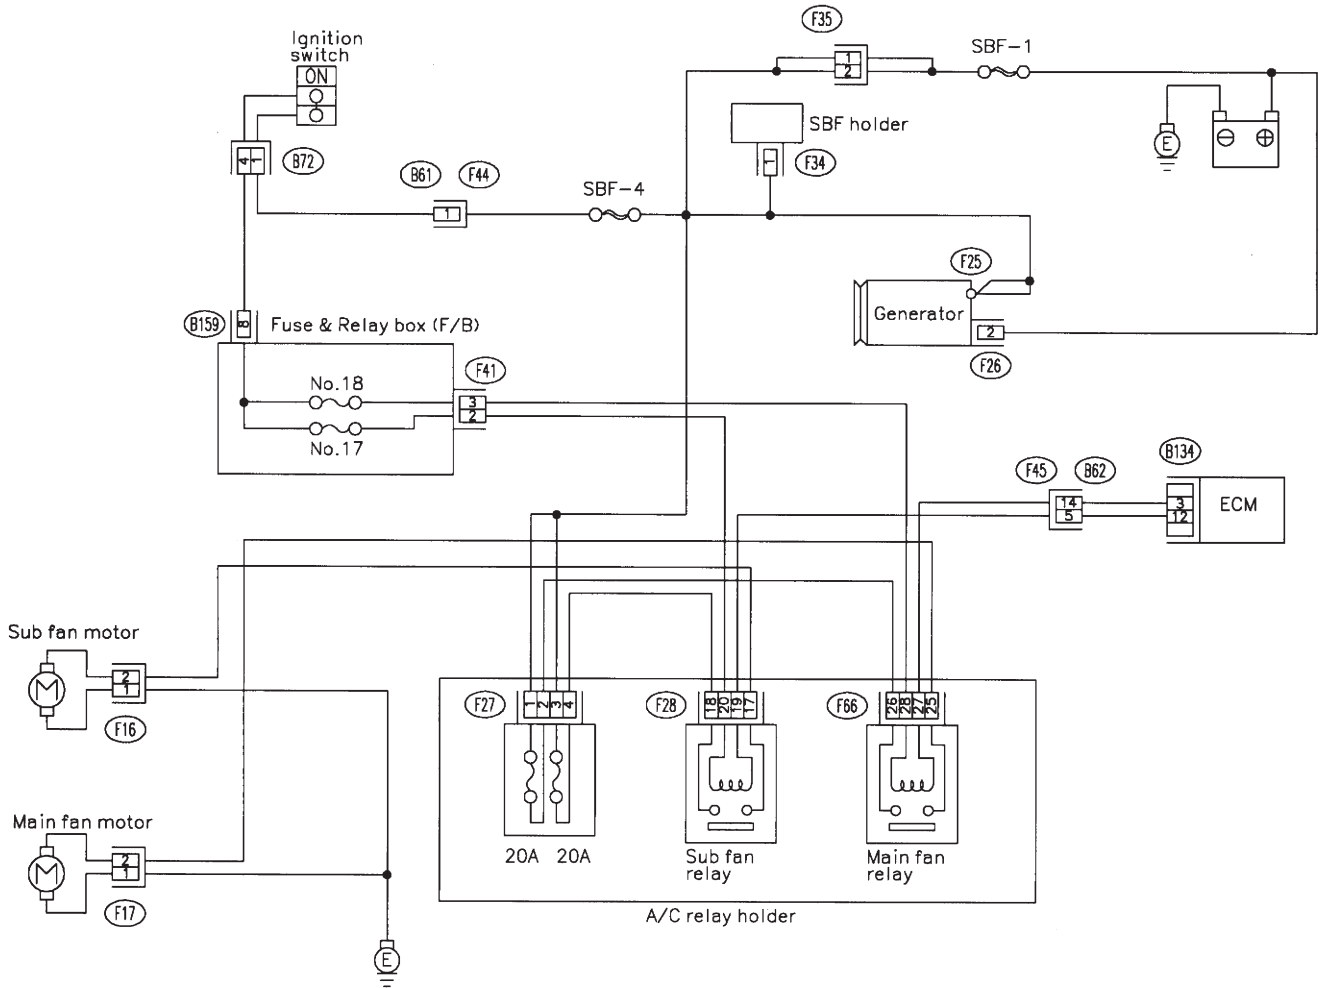 F35
SBF-1
Ignition
switch
ON
SBF holder
1
2
E
4
1
B72
B61
F44
SBF-4
1
F34
1
F25
Generator
2
F26
B159
8
Fuse & Relay box (F/B)
No.18
No.17
F41
3
2
B134
F45
B62
14
5
3
12
ECM
Sub fan motor
M
2
1
F16
F27
1
2
3
4
F28
18
20
19
17
F66
26
28
27
25
Main fan motor
M
2
1
F17
20A
20A
Sub fan
relay
Main fan
relay
A/C relay holder
E